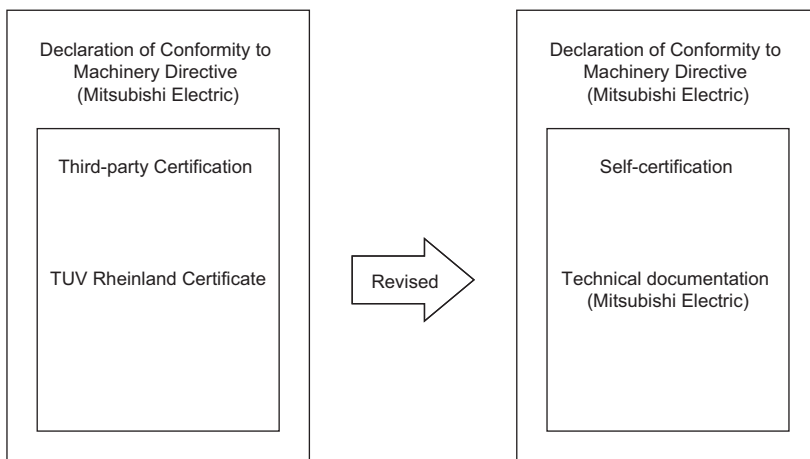 Declaration of Conformity to
Machinery Directive
(Mitsubishi Electric)
Third-party Certification
TUV Rheinland Certificate
Revised
Declaration of Conformity to
Machinery Directive
(Mitsubishi Electric)
Self-certification
Technical documentation
(Mitsubishi Electric)